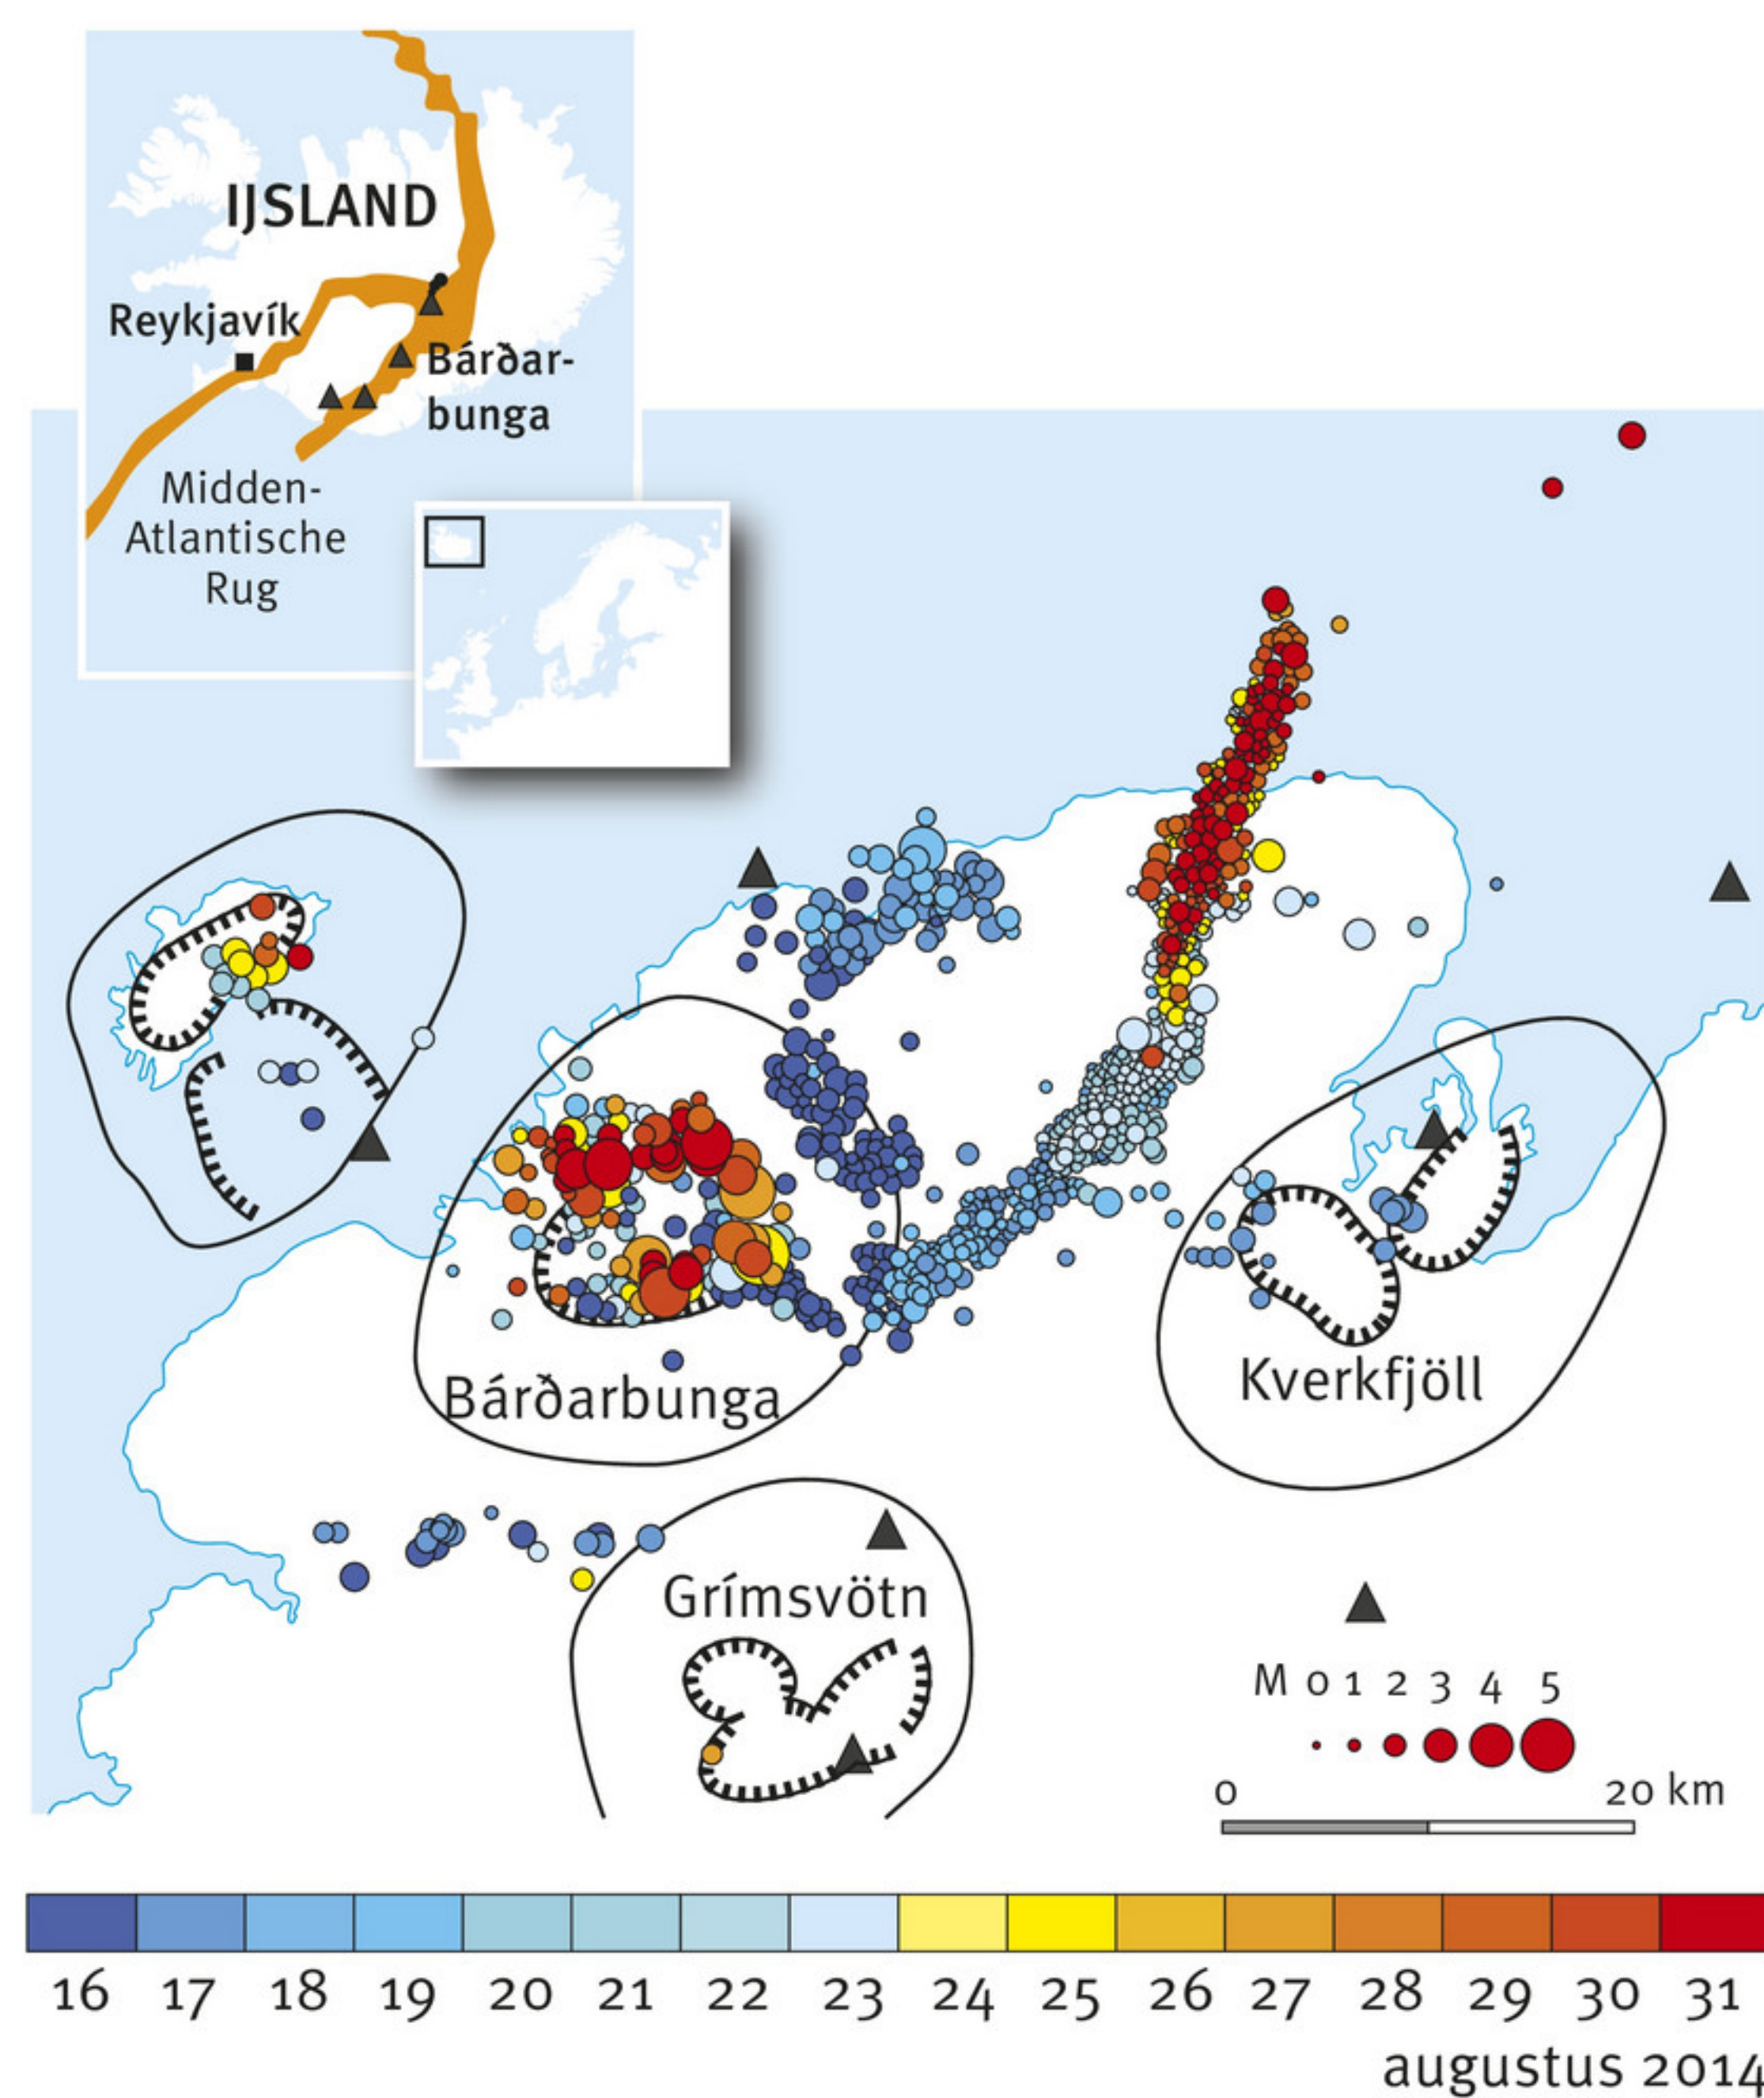 IJSLAND
Reykjavík
Bárðar-
bunga
Midden-
Atlantische
Rug
Bárðarbunga
Kverkfjöll
Grímsvötn
M 0 1 2 3 4 5
0 20 km
16 17 18 19 20 21 22 23 24 25 26 27 28 29 30 31
augustus 2014